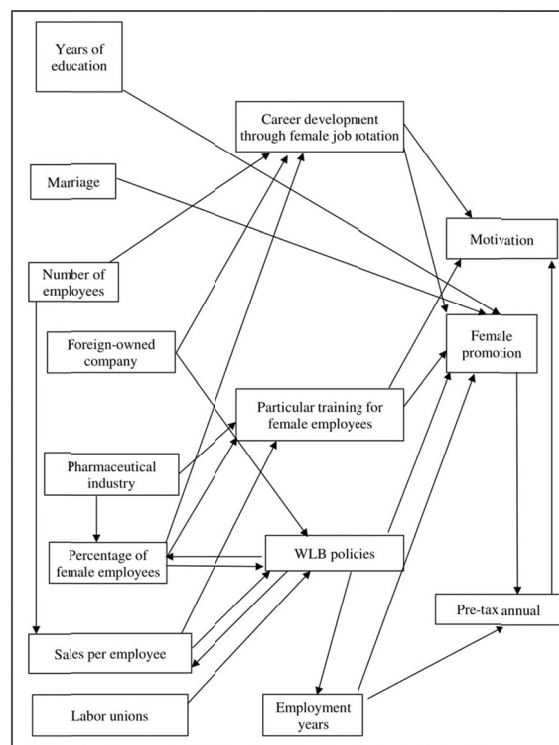 Years of
education
Career development
through female job rotation
Marriage
Motivation
Number of
employees
Foreign-owned
company
Female
promotion
Particular training for
female employees
Pharmaceutical
industry
Percentage of
female employees
WLB policies
Pre-tax annual
Sales per employee
Labor unions
Employment
years